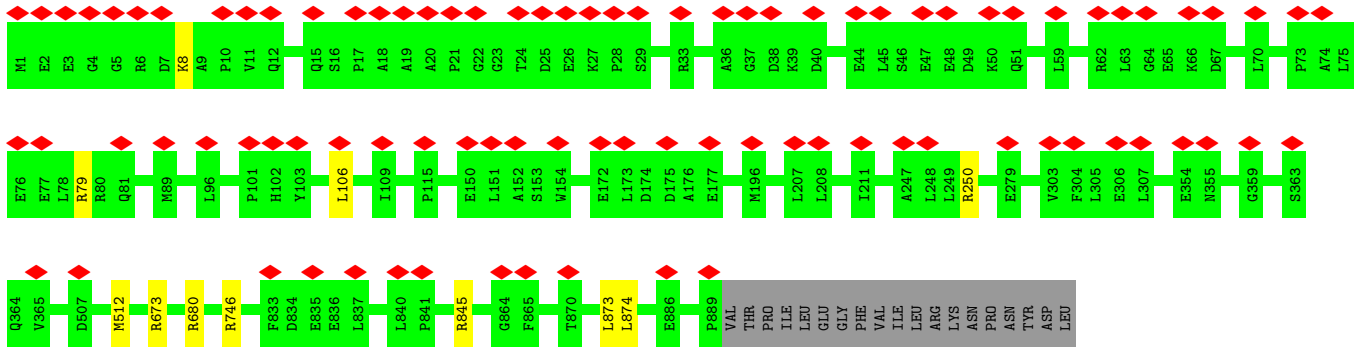 M1 E2 E3 G4 G5 R6 D7 K8 A9 P10 V11 Q12 Q15 S16 P17 A18 A19 A20 P21 G22 G23 T24 D25 E26 K27 P28 S29 R33 A36 G37 D38 K39 D40 E44 L45 S46 E47 E48 D49 K50 Q51 L59 R62 L63 G64 E65 K66 D67 L70 P73 A74 L75
E76 E77 L78 R79 R80 Q81 M89 L96 P101 H102 Y103 L106 I109 P115 E150 L151 A152 S153 W154 E172 L173 D174 D175 A176 E177 M196 L207 L208 I211 A247 L248 L249 R250 E279 V303 F304 L305 E306 L307 E354 N355 G359 S363
Q364 V365 D507 M512 R673 R680 R746 F833 D834 E835 E836 L837 L840 P841 R845 G864 F865 T870 L873 L874 E886 P889 VAL THR PRO ILE LEU GLU GLY PHE VAL ILE LEU ARG LYS ASN PRO ASN TYR ASP LEU